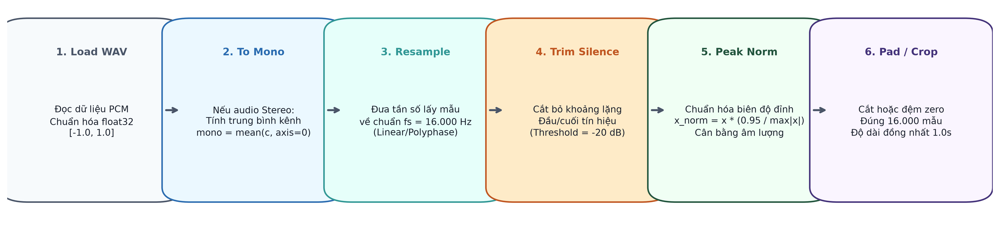 1. Load WAV
Đọc dữ liệu PCM
Chuẩn hóa float32
[-1.0, 1.0]
2. To Mono
Nếu audio Stereo:
Tính trung bình kênh
mono = mean(c, axis=0)
3. Resample
Đưa tần số lấy mẫu
về chuẩn fs = 16.000 Hz
(Linear/Polyphase)
4. Trim Silence
Cắt bỏ khoảng lặng
Đầu/cuối tín hiệu
(Threshold = -20 dB)
5. Peak Norm
Chuẩn hóa biên độ đỉnh
x_norm = x * (0.95 / max|x|)
Cân bằng âm lượng
6. Pad / Crop
Cắt hoặc đệm zero
Đúng 16.000 mẫu
Độ dài đồng nhất 1.0s